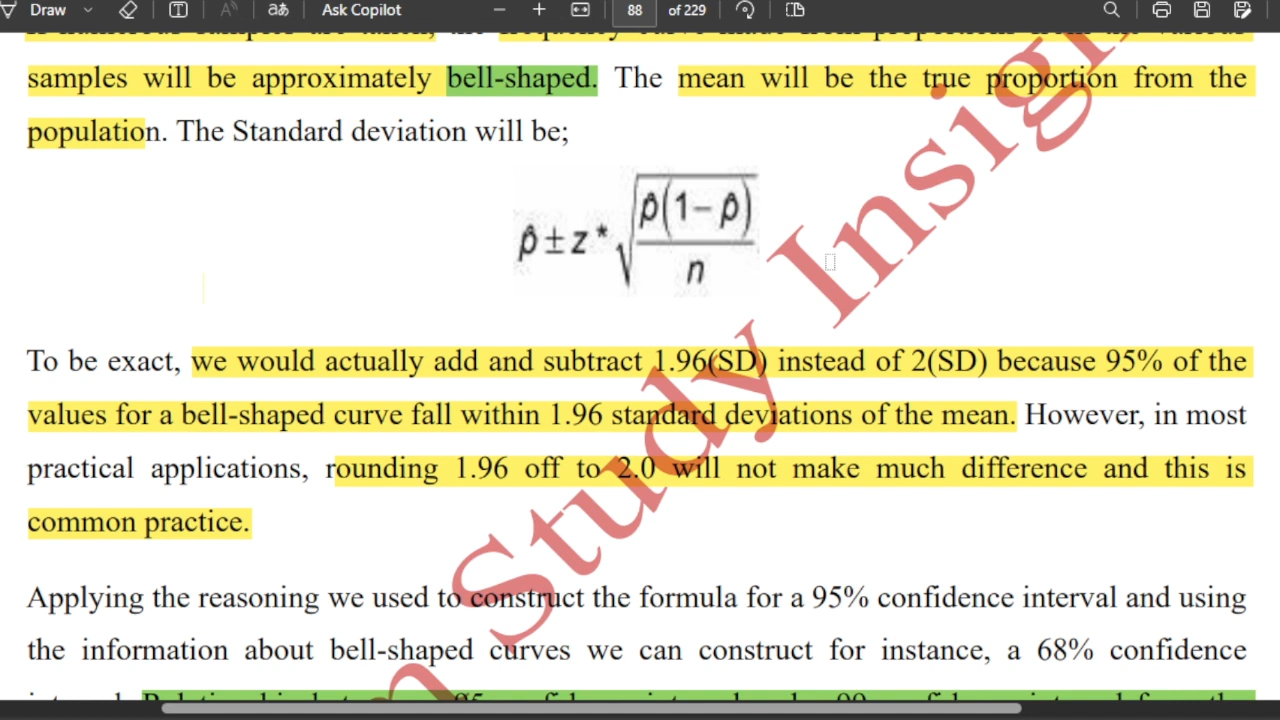 Draw
T
A
aあ
Ask Copilot
88
of 229
samples will be approximately bell-shaped. The mean will be the true proportion from the
population. The Standard deviation will be;
p̂ ± z* √(p̂(1 − p̂)/n)
To be exact, we would actually add and subtract 1.96(SD) instead of 2(SD) because 95% of the
values for a bell-shaped curve fall within 1.96 standard deviations of the mean. However, in most
practical applications, rounding 1.96 off to 2.0 will not make much difference and this is
common practice.
Applying the reasoning we used to construct the formula for a 95% confidence interval and using
the information about bell-shaped curves we can construct for instance, a 68% confidence
Study Insigh